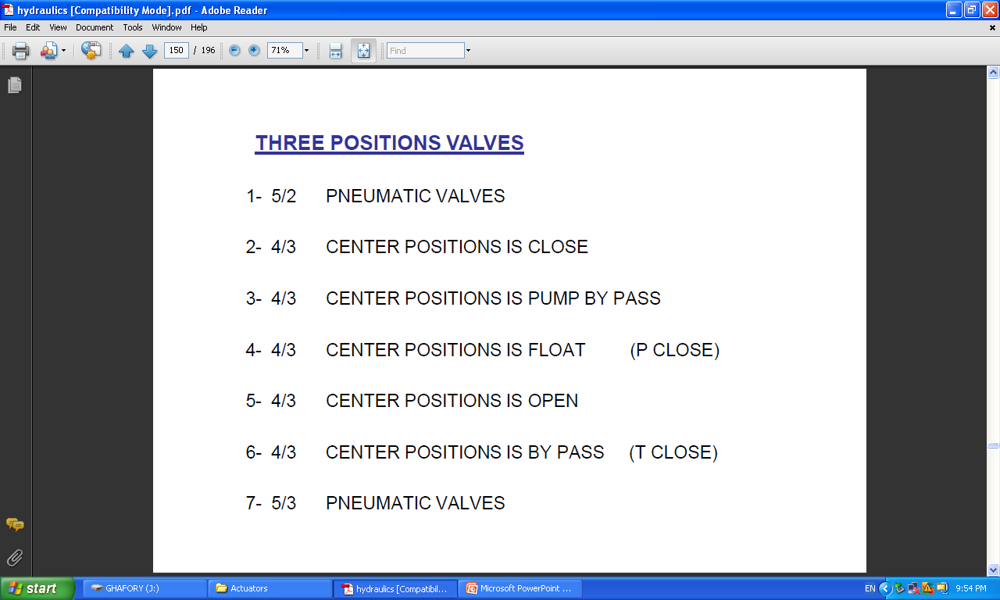 hydraulics [Compatibility Mode].pdf - Adobe Reader
File Edit View Document Tools Window Help
150 / 196 71% Find
THREE POSITIONS VALVES
1- 5/2 PNEUMATIC VALVES
2- 4/3 CENTER POSITIONS IS CLOSE
3- 4/3 CENTER POSITIONS IS PUMP BY PASS
4- 4/3 CENTER POSITIONS IS FLOAT (P CLOSE)
5- 4/3 CENTER POSITIONS IS OPEN
6- 4/3 CENTER POSITIONS IS BY PASS (T CLOSE)
7- 5/3 PNEUMATIC VALVES
start GHAFORY (J:) Actuators hydraulics [Compatibil... Microsoft PowerPoint ... EN 9:54 PM